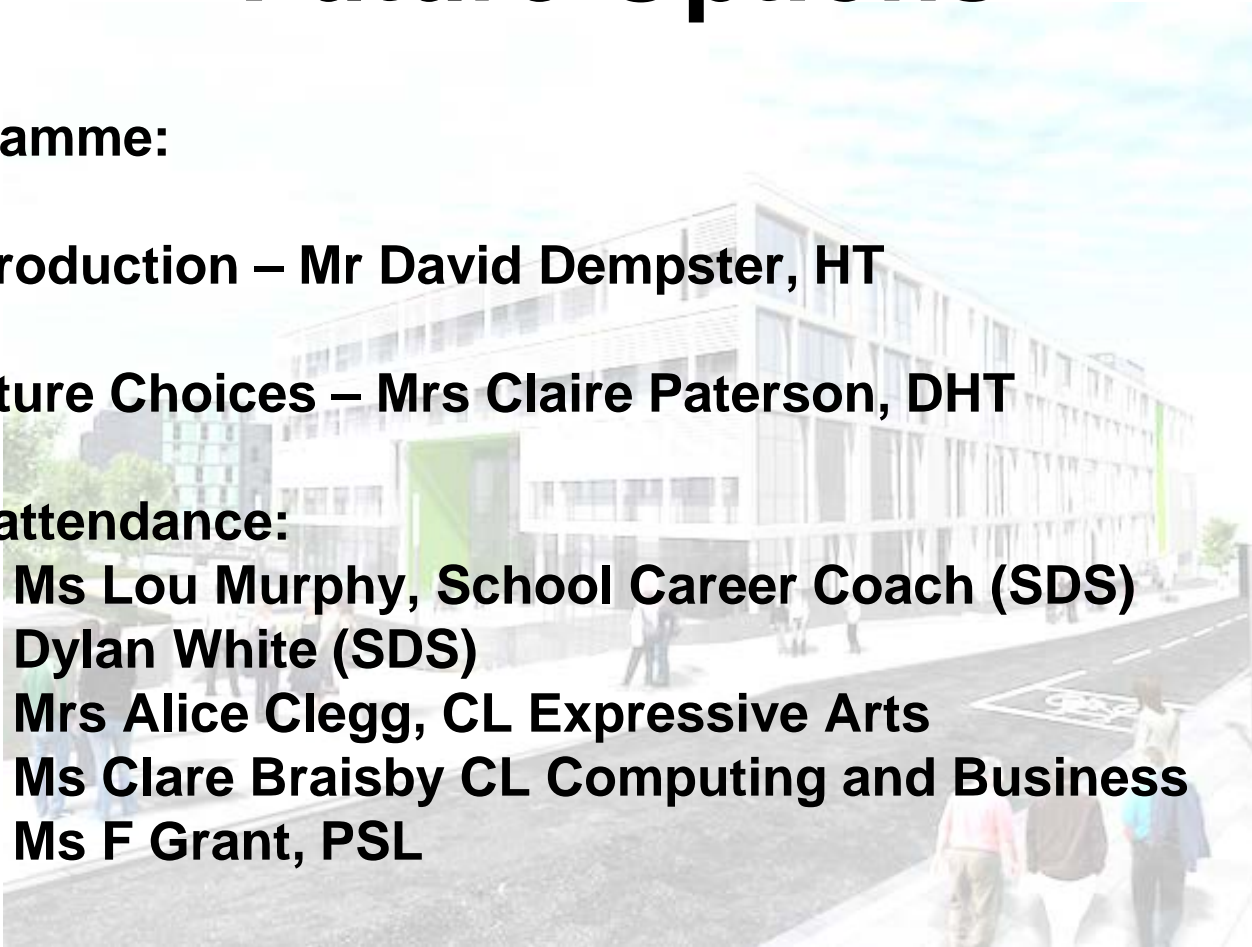 Future Options
amme:
roduction – Mr David Dempster, HT
ture Choices – Mrs Claire Paterson, DHT
attendance:
Ms Lou Murphy, School Career Coach (SDS)
Dylan White (SDS)
Mrs Alice Clegg, CL Expressive Arts
Ms Clare Braisby CL Computing and Business
Ms F Grant, PSL